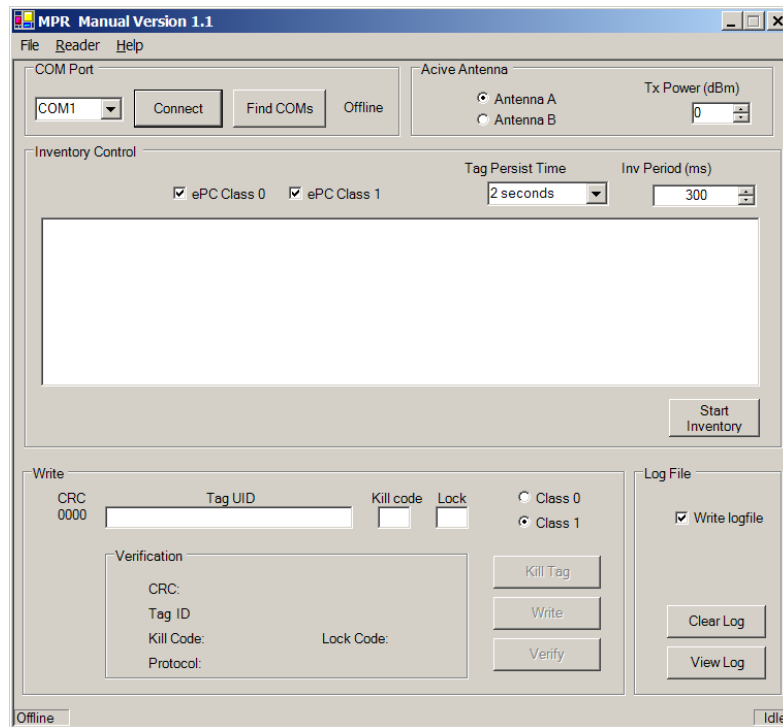 MPR Manual Version 1.1
File Reader Help
COM Port
COM1
Connect
Find COMs
Offline
Acive Antenna
Antenna A
Antenna B
Tx Power (dBm)
0
Inventory Control
ePC Class 0
ePC Class 1
Tag Persist Time
2 seconds
Inv Period (ms)
300
Start
Inventory
Write
CRC
0000
Tag UID
Kill code
Lock
Class 0
Class 1
Verification
CRC:
Tag ID
Kill Code:
Lock Code:
Protocol:
Kill Tag
Write
Verify
Log File
Write logfile
Clear Log
View Log
Offline
Idle